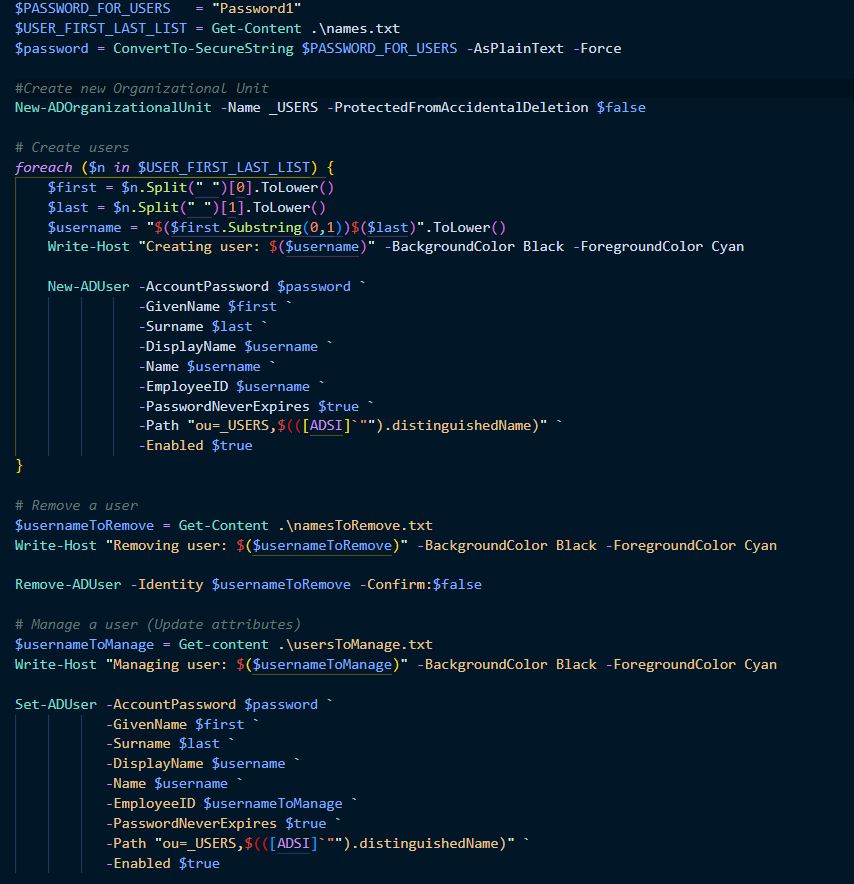 $PASSWORD_FOR_USERS   = "Password1"
$USER_FIRST_LAST_LIST = Get-Content .\names.txt
$password = ConvertTo-SecureString $PASSWORD_FOR_USERS -AsPlainText -Force

#Create new Organizational Unit
New-ADOrganizationalUnit -Name _USERS -ProtectedFromAccidentalDeletion $false

# Create users
foreach ($n in $USER_FIRST_LAST_LIST) {
    $first = $n.Split(" ")[0].ToLower()
    $last = $n.Split(" ")[1].ToLower()
    $username = "$($first.Substring(0,1))$($last)".ToLower()
    Write-Host "Creating user: $($username)" -BackgroundColor Black -ForegroundColor Cyan

    New-ADUser -AccountPassword $password `
               -GivenName $first `
               -Surname $last `
               -DisplayName $username `
               -Name $username `
               -EmployeeID $username `
               -PasswordNeverExpires $true `
               -Path "ou=_USERS,$(([ADSI]`"").distinguishedName)" `
               -Enabled $true
}

# Remove a user
$usernameToRemove = Get-Content .\namesToRemove.txt
Write-Host "Removing user: $($usernameToRemove)" -BackgroundColor Black -ForegroundColor Cyan

Remove-ADUser -Identity $usernameToRemove -Confirm:$false

# Manage a user (Update attributes)
$usernameToManage = Get-content .\usersToManage.txt
Write-Host "Managing user: $($usernameToManage)" -BackgroundColor Black -ForegroundColor Cyan

Set-ADUser -AccountPassword $password `
           -GivenName $first `
           -Surname $last `
           -DisplayName $username `
           -Name $username `
           -EmployeeID $usernameToManage `
           -PasswordNeverExpires $true `
           -Path "ou=_USERS,$(([ADSI]`"").distinguishedName)" `
           -Enabled $true